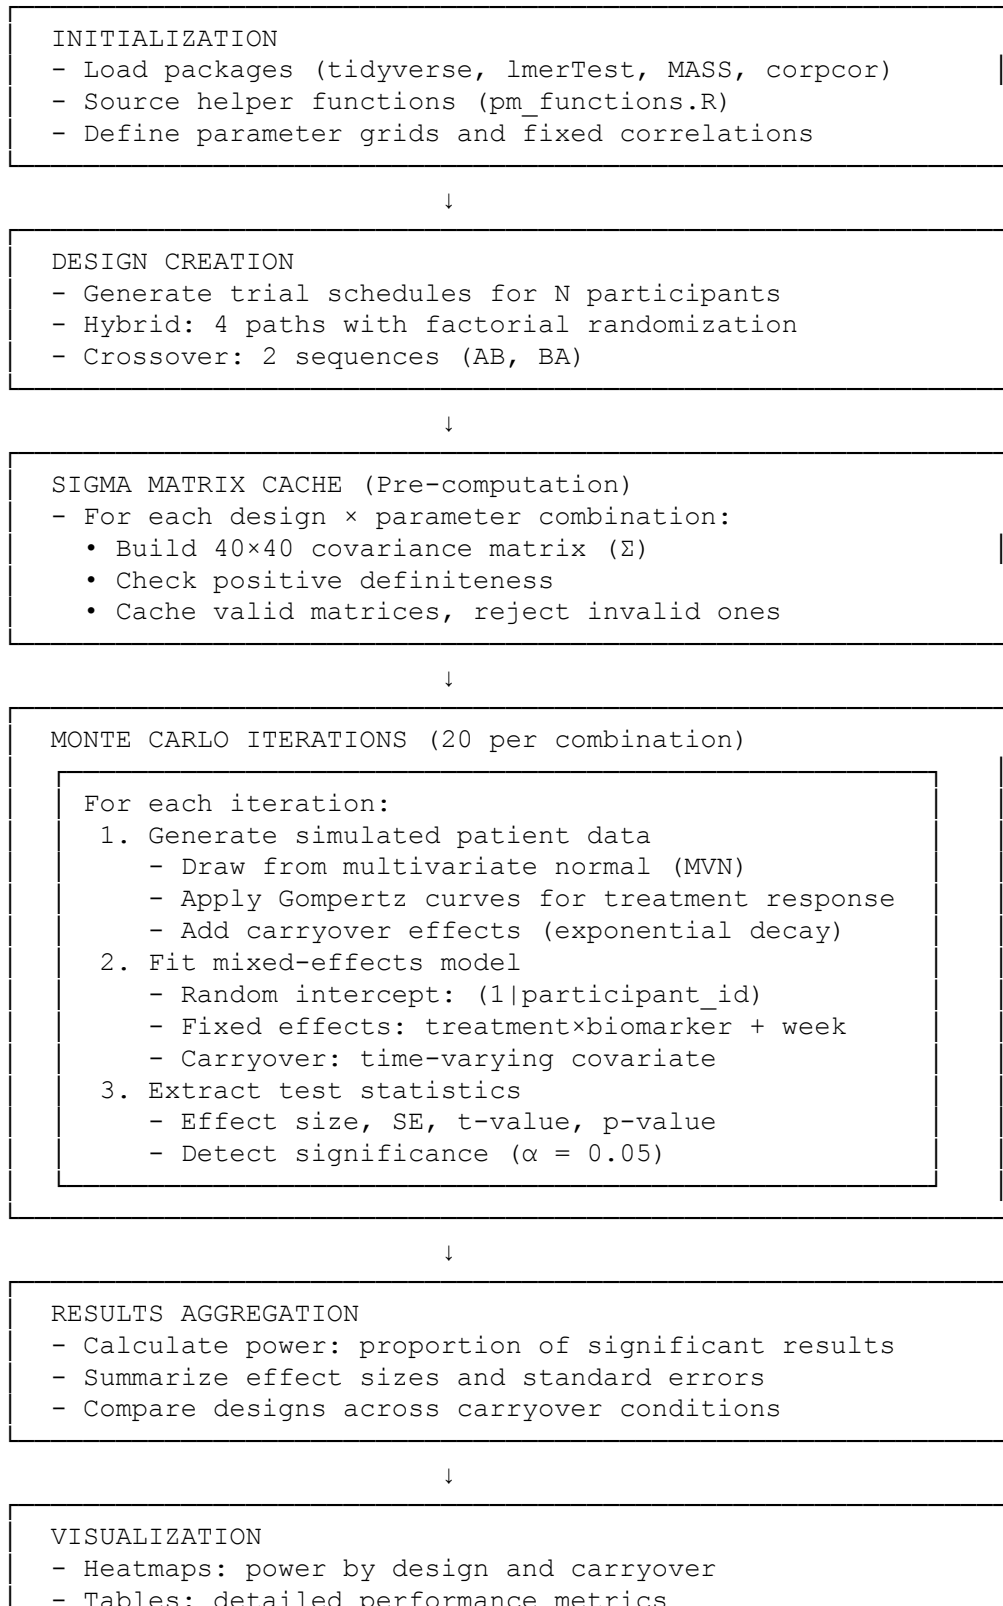 INITIALIZATION
- Load packages (tidyverse, lmerTest, MASS, corpcor)
- Source helper functions (pm_functions.R)
- Define parameter grids and fixed correlations
↓
DESIGN CREATION
- Generate trial schedules for N participants
- Hybrid: 4 paths with factorial randomization
- Crossover: 2 sequences (AB, BA)
↓
SIGMA MATRIX CACHE (Pre-computation)
- For each design × parameter combination:
• Build 40×40 covariance matrix (Σ)
• Check positive definiteness
• Cache valid matrices, reject invalid ones
↓
MONTE CARLO ITERATIONS (20 per combination)
For each iteration:
1. Generate simulated patient data
- Draw from multivariate normal (MVN)
- Apply Gompertz curves for treatment response
- Add carryover effects (exponential decay)
2. Fit mixed-effects model
- Random intercept: (1|participant_id)
- Fixed effects: treatment×biomarker + week
- Carryover: time-varying covariate
3. Extract test statistics
- Effect size, SE, t-value, p-value
- Detect significance (α = 0.05)
↓
RESULTS AGGREGATION
- Calculate power: proportion of significant results
- Summarize effect sizes and standard errors
- Compare designs across carryover conditions
↓
VISUALIZATION
- Heatmaps: power by design and carryover
- Tables: detailed performance metrics